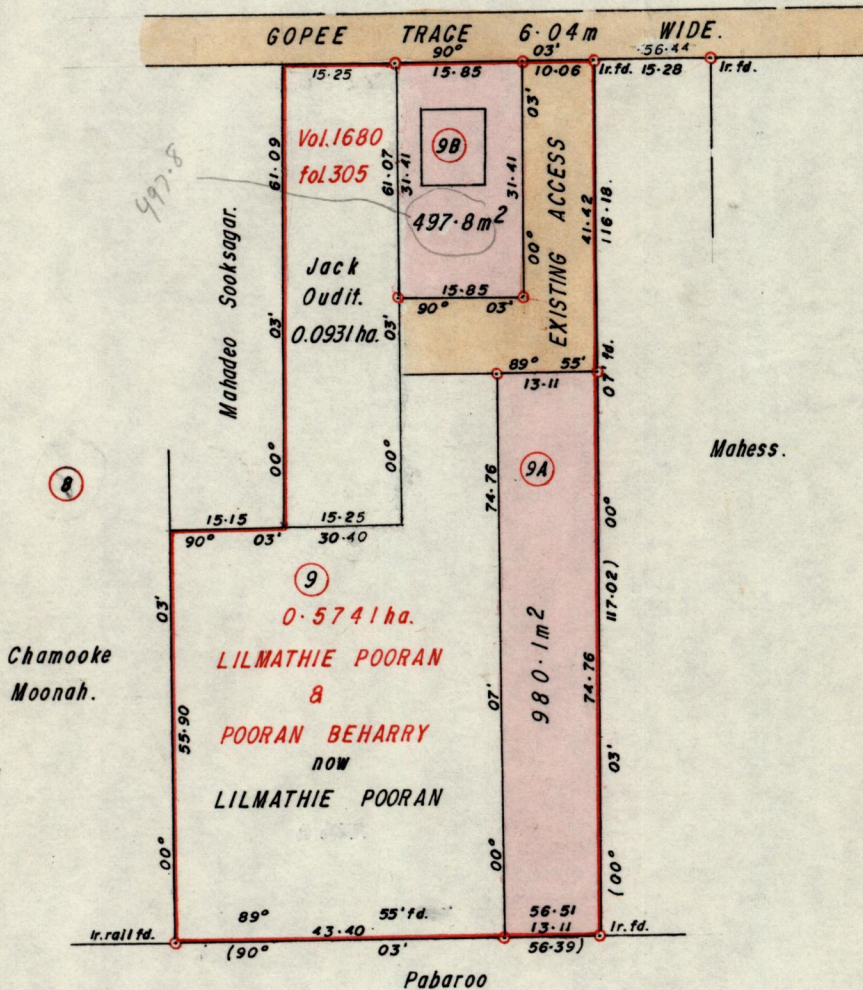 GOPEE TRACE 6·04m WIDE.
90° 03' 56·44
15·25 15·85 10·06 Ir.fd. 15·28 Ir. fd.
61·09
03'
00°
Vol.1680
fol.305
Jack
Oudit.
0.0931ha.
61·07
03'
00°
31·41
9B
497·8m²
31·41
03'
00°
15·85
90° 03'
EXISTING ACCESS
41·42
116·18.
497·8
Mahadeo Sooksagar.
89° 55'
13·11
07' fd.
00°
9A
74·76
07'
00°
980·1m²
74·76
117·02)
03'
(00°
Mahess.
8
15·15 15·25
90° 03' 30·40
9
0·5741ha.
LILMATHIE POORAN
&
POORAN BEHARRY
now
LILMATHIE POORAN
03'
55·90
00°
Chamooke
Moonah.
89° 55' fd. 56·51
Ir.rail fd. 43·40 13·11 Ir. fd.
(90° 03' 56·39)
Pabaroo